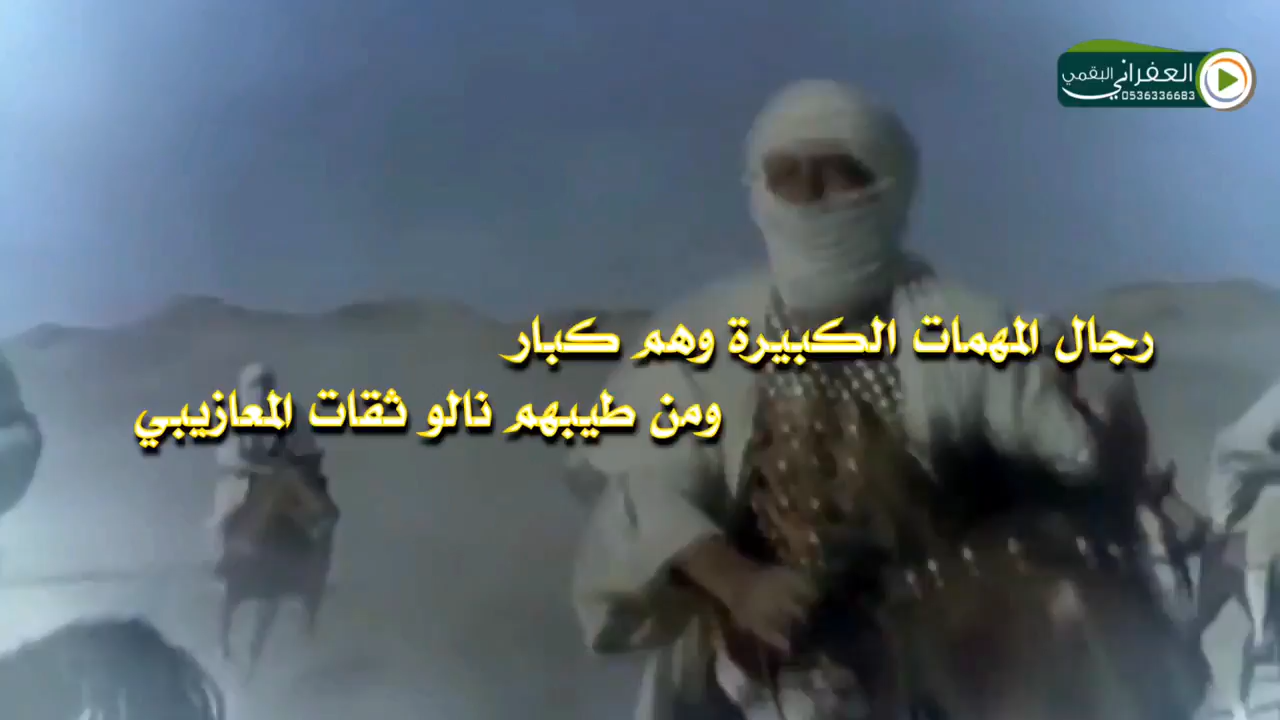 العفراني البقمي
0536336683
رجال المهمات الكبيرة وهم كبار
ومن طيبهم نالو ثقات المعازيبي